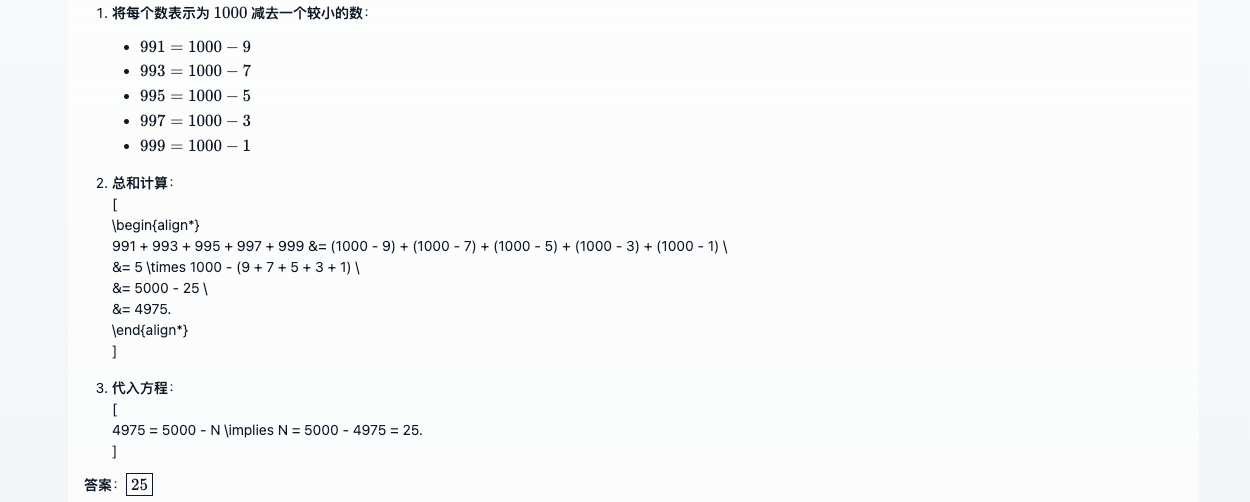 1. 将每个数表示为 1000 减去一个较小的数：
• 991 = 1000 − 9
• 993 = 1000 − 7
• 995 = 1000 − 5
• 997 = 1000 − 3
• 999 = 1000 − 1
2. 总和计算：
[
\begin{align*}
991 + 993 + 995 + 997 + 999 &= (1000 - 9) + (1000 - 7) + (1000 - 5) + (1000 - 3) + (1000 - 1) \
&= 5 \times 1000 - (9 + 7 + 5 + 3 + 1) \
&= 5000 - 25 \
&= 4975.
\end{align*}
]
3. 代入方程：
[
4975 = 5000 - N \implies N = 5000 - 4975 = 25.
]
答案： 25